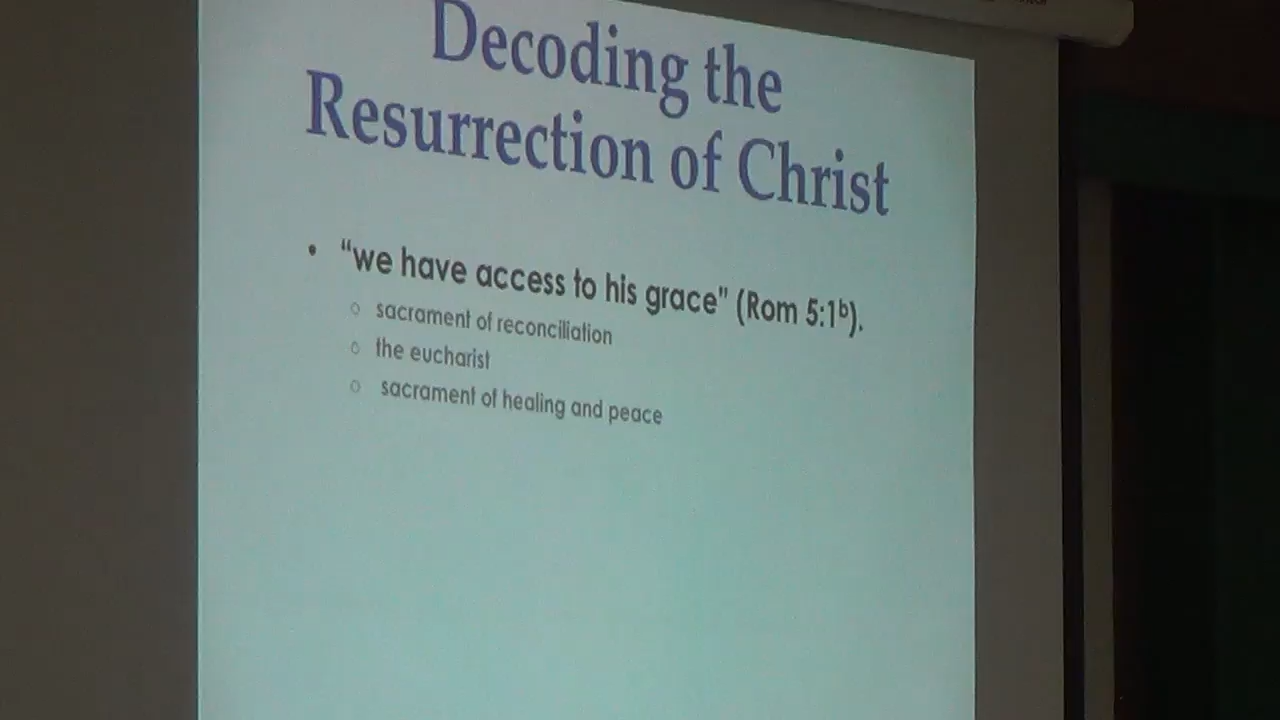 Decoding the
Resurrection of Christ
• “we have access to his grace" (Rom 5:1ᵇ).
○ sacrament of reconciliation
○ the eucharist
○ sacrament of healing and peace